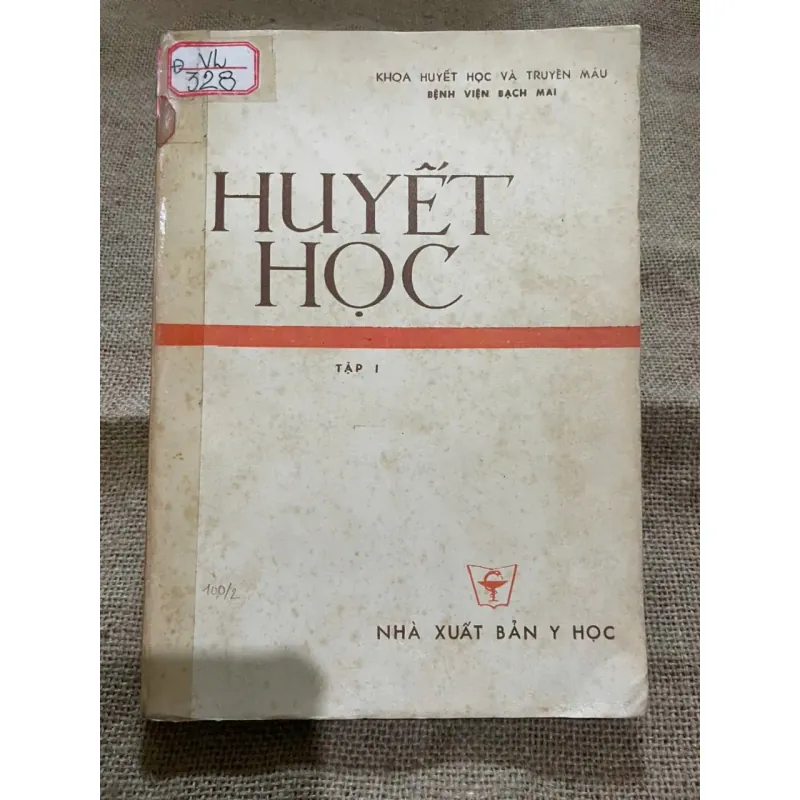 NL
328
KHOA HUYẾT HỌC VÀ TRUYỀN MÁU
BỆNH VIỆN BẠCH MAI
HUYẾT
HỌC
TẬP I
100/2
NHÀ XUẤT BẢN Y HỌC